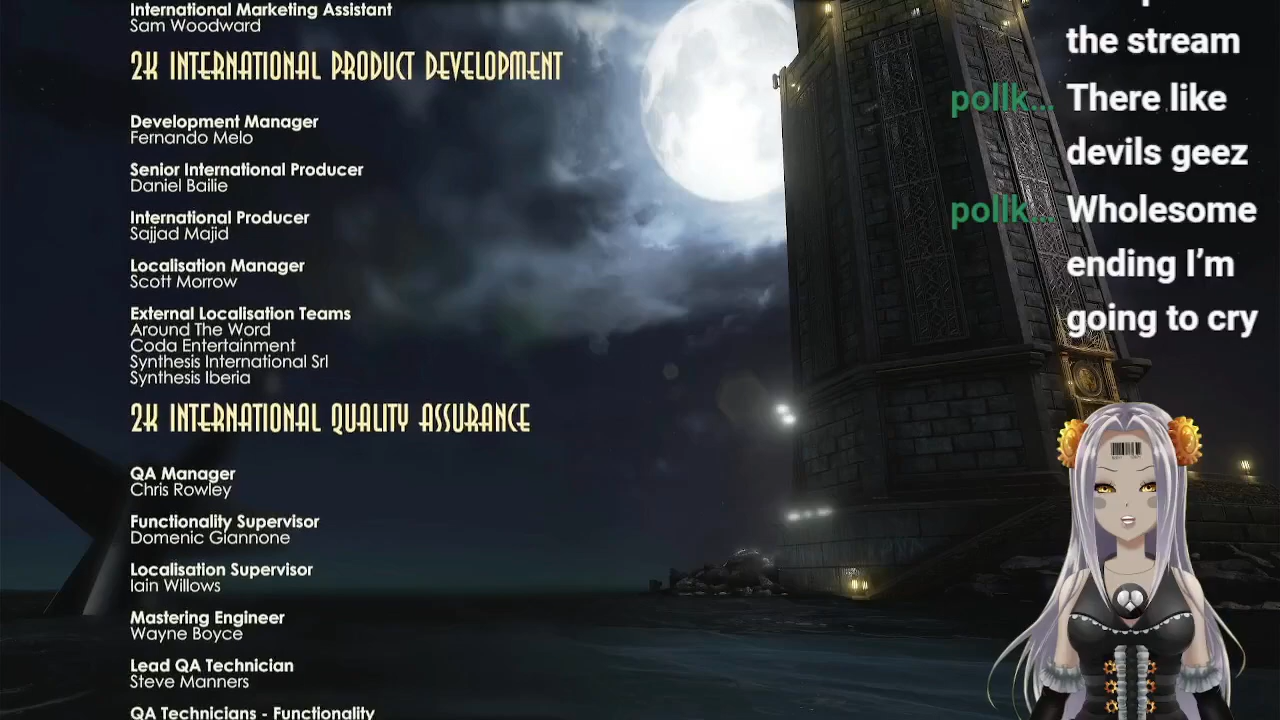 International Marketing Assistant
Sam Woodward
2K INTERNATIONAL PRODUCT DEVELOPMENT
Development Manager
Fernando Melo
Senior International Producer
Daniel Bailie
International Producer
Sajjad Majid
Localisation Manager
Scott Morrow
External Localisation Teams
Around The Word
Coda Entertainment
Synthesis International Srl
Synthesis Iberia
2K INTERNATIONAL QUALITY ASSURANCE
QA Manager
Chris Rowley
Functionality Supervisor
Domenic Giannone
Localisation Supervisor
Iain Willows
Mastering Engineer
Wayne Boyce
Lead QA Technician
Steve Manners
QA Technicians - Functionality
the stream
pollk... There like
devils geez
pollk... Wholesome
ending I’m
going to cry